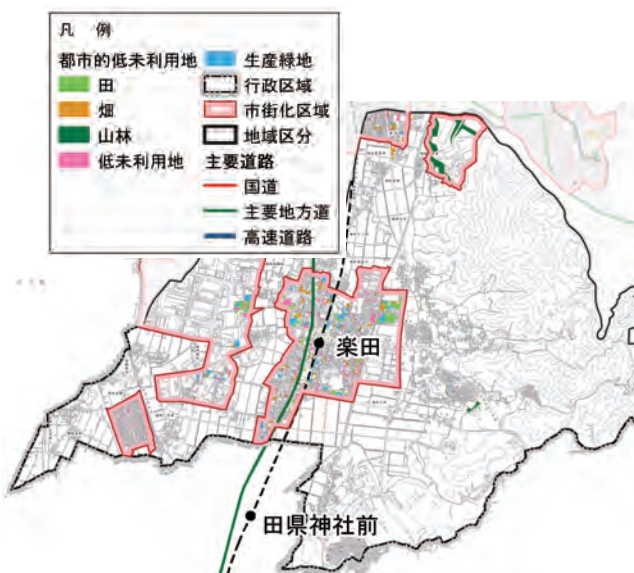 凡 例
都市的低未利用地
田
畑
山林
低未利用地
生産緑地
行政区域
市街化区域
地域区分
主要道路
国道
主要地方道
高速道路
楽田
田県神社前